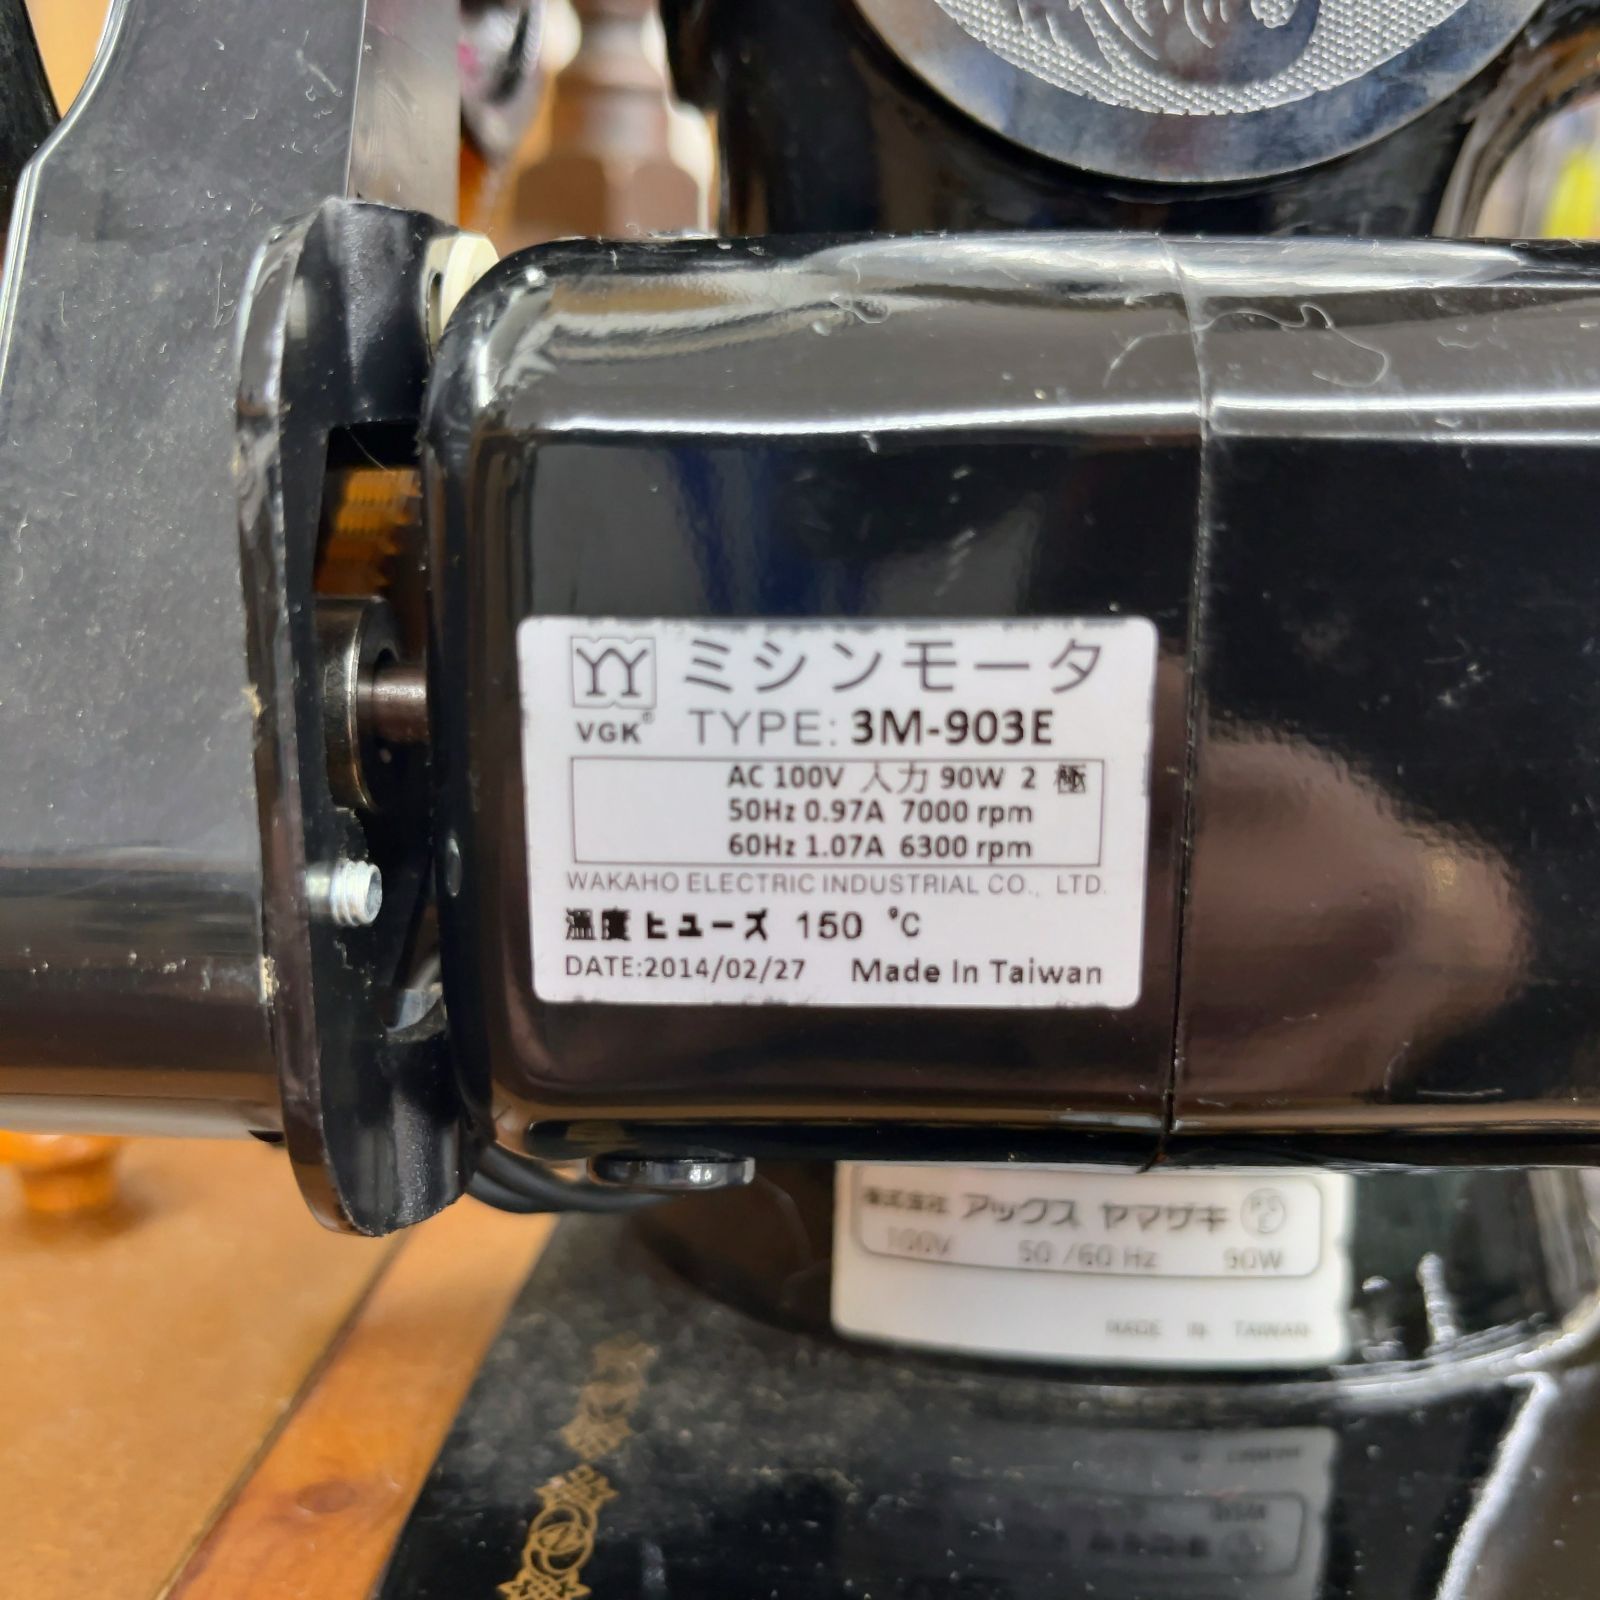 YY ミシンモータ
VGK® TYPE: 3M-903E
AC 100V 入力 90W 2 極
50Hz 0.97A 7000 rpm
60Hz 1.07A 6300 rpm
WAKAHO ELECTRIC INDUSTRIAL CO., LTD.
温度ヒューズ 150 ℃
DATE:2014/02/27 Made In Taiwan
株式会社 アックス ヤマザキ
100V 50/60 Hz 90W
MADE IN TAIWAN